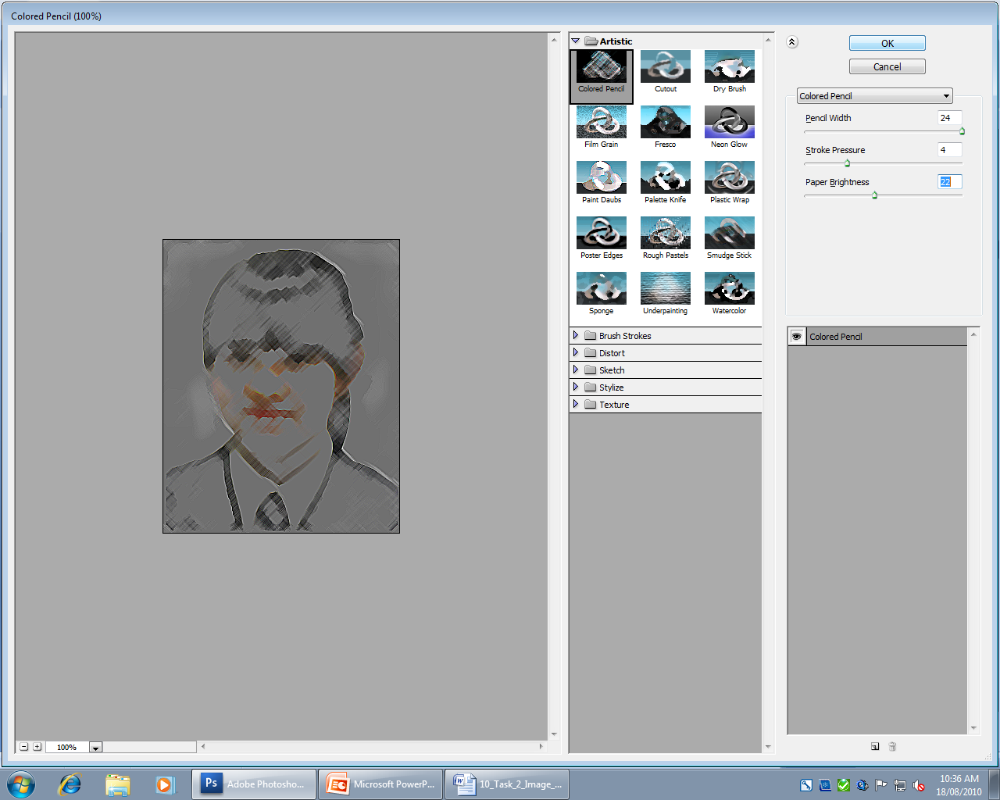 Colored Pencil (100%)
Artistic
Colored Pencil
Cutout
Dry Brush
Film Grain
Fresco
Neon Glow
Paint Daubs
Palette Knife
Plastic Wrap
Poster Edges
Rough Pastels
Smudge Stick
Sponge
Underpainting
Watercolor
Brush Strokes
Distort
Sketch
Stylize
Texture
OK
Cancel
Colored Pencil
Pencil Width 24
Stroke Pressure 4
Paper Brightness 22
Colored Pencil
100%
Ps Adobe Photosho...
Microsoft PowerP...
10_Task_2_Image_...
10:36 AM
18/08/2010